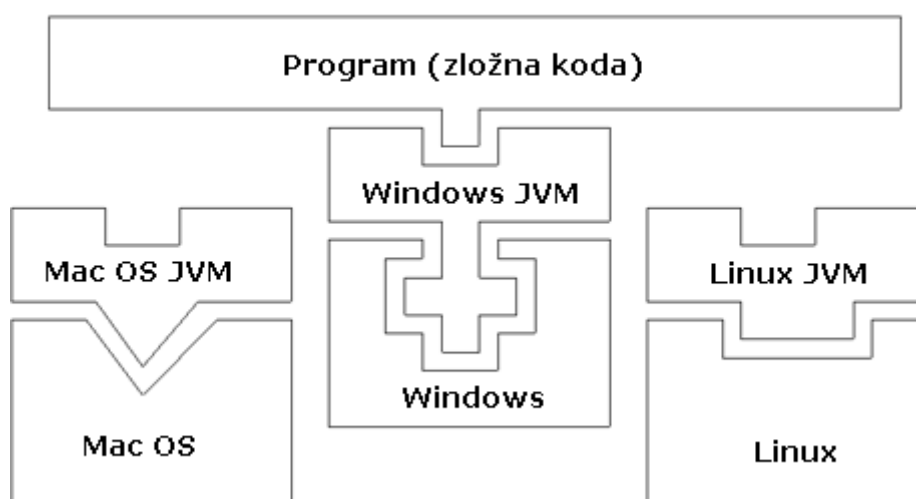 Program (zložna koda)
Windows JVM
Mac OS JVM
Linux JVM
Windows
Mac OS
Linux